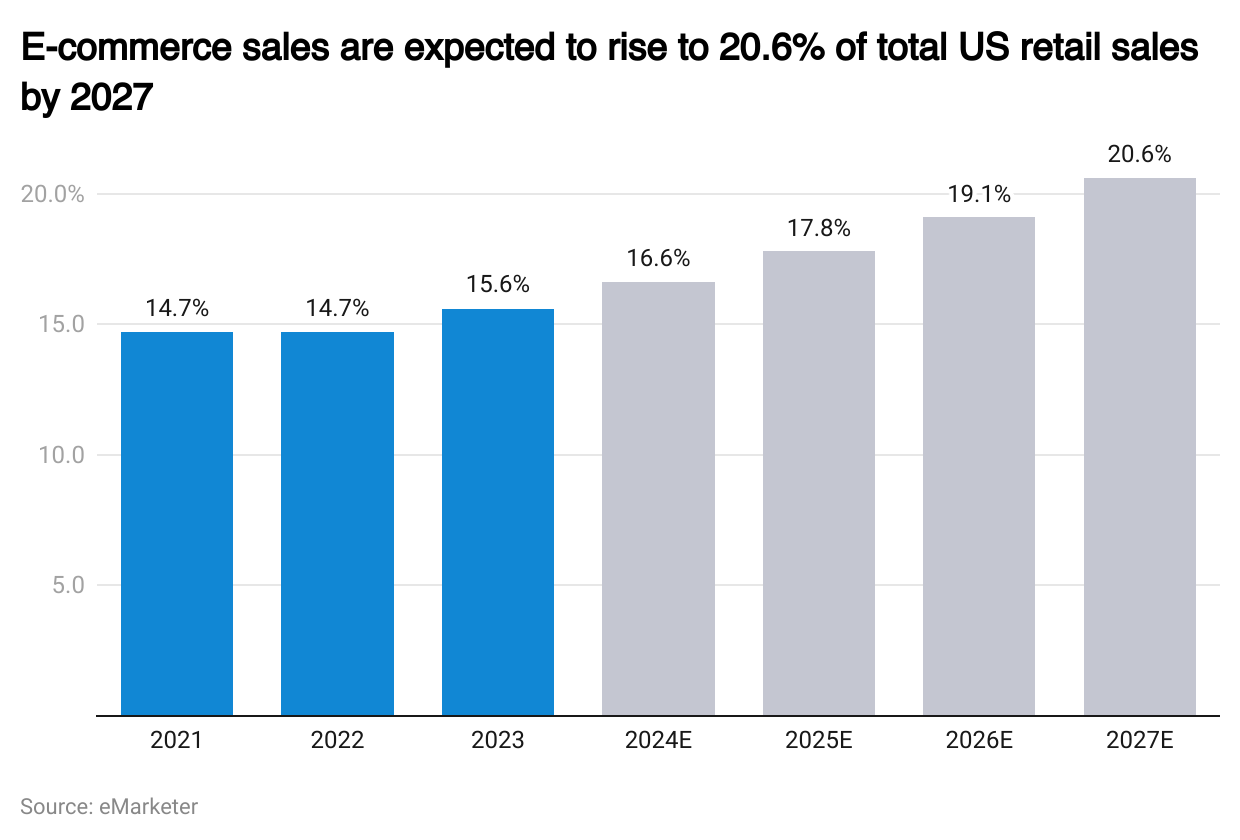 E-commerce sales are expected to rise to 20.6% of total US retail sales
by 2027
20.6%
20.0%
19.1%
17.8%
16.6%
15.6%
14.7%
14.7%
15.0
10.0
5.0
2021
2022
2023
2024E
2025E
2026E
2027E
Source: eMarketer